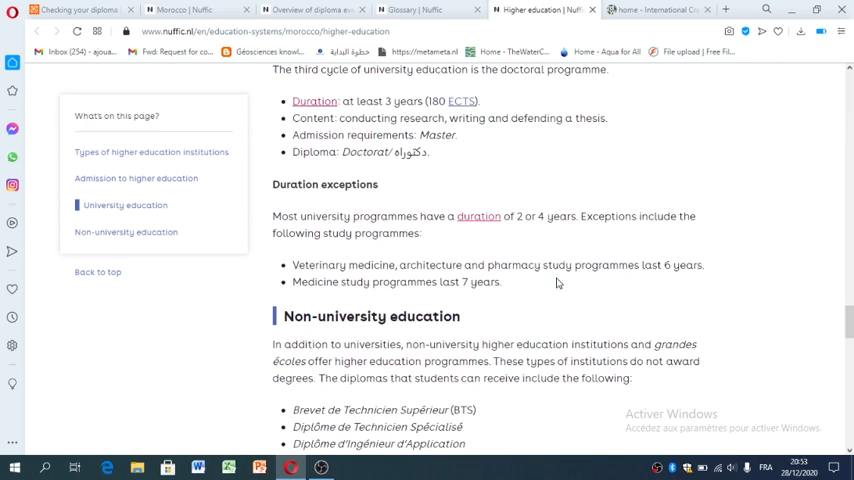 Checking your diploma
Morocco | Nuffic
Overview of diploma ev
Glossary | Nuffic
Higher education | Nuffi
home - International Cre
www.nuffic.nl/en/education-systems/morocco/higher-education
Inbox (254) - ajoua...
Fwd: Request for co...
Géosciences knowl...
خطوة البداية
https://metameta.nl
Home - TheWaterC...
Home - Aqua for All
File upload | Free Fil...
The third cycle of university education is the doctoral programme.
What's on this page?
Types of higher education institutions
Admission to higher education
University education
Non-university education
Back to top
• Duration: at least 3 years (180 ECTS).
• Content: conducting research, writing and defending a thesis.
• Admission requirements: Master.
• Diploma: Doctorat/ دكتوراه.
Duration exceptions
Most university programmes have a duration of 2 or 4 years. Exceptions include the
following study programmes:
• Veterinary medicine, architecture and pharmacy study programmes last 6 years.
• Medicine study programmes last 7 years.
Non-university education
In addition to universities, non-university higher education institutions and grandes
écoles offer higher education programmes. These types of institutions do not award
degrees. The diplomas that students can receive include the following:
• Brevet de Technicien Supérieur (BTS)
• Diplôme de Technicien Spécialisé
• Diplôme d'Ingénieur d'Application
Activer Windows
Accédez aux paramètres pour activer Windows.
FRA
20:53
28/12/2020